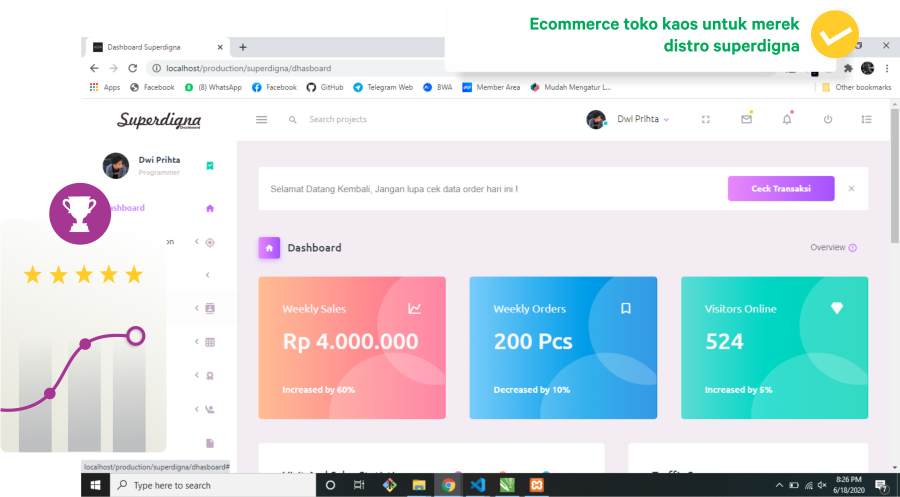 Ecommerce toko kaos untuk merek
distro superdigna
Dashboard Superdigna
localhost/production/superdigna/dhasboard
Apps Facebook (8) WhatsApp Facebook GitHub Telegram Web BWA Member Area Mudah Mengatur L... Other bookmarks
Superdigna
Dashboard
Search projects
Dwi Prihta
Dwi Prihta
Programmer
Selamat Datang Kembali, Jangan lupa cek data order hari ini !
Ceck Transaksi
shboard
on
Dashboard
Overview
Weekly Sales
Rp 4.000.000
Increased by 60%
Weekly Orders
200 Pcs
Decreased by 10%
Visitors Online
524
Increased by 5%
localhost/production/superdigna/dhasboard#
Type here to search
8:26 PM
6/18/2020
7